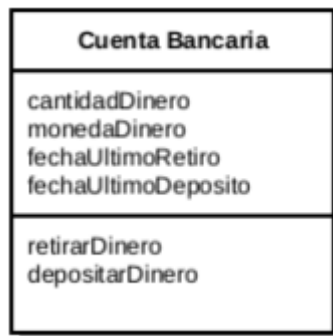 Cuenta Bancaria
cantidadDinero
monedaDinero
fechaUltimoRetiro
fechaUltimoDeposito
retirarDinero
depositarDinero